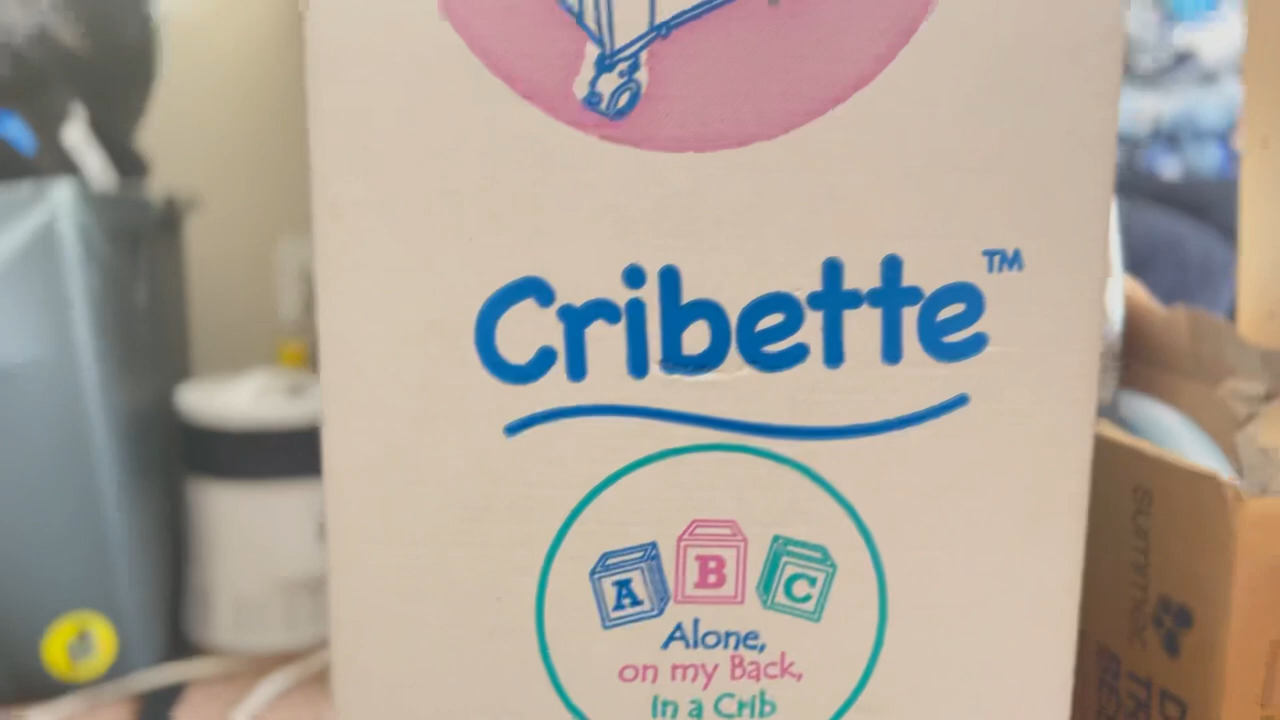 Cribette™
A B C
Alone,
on my Back,
in a Crib